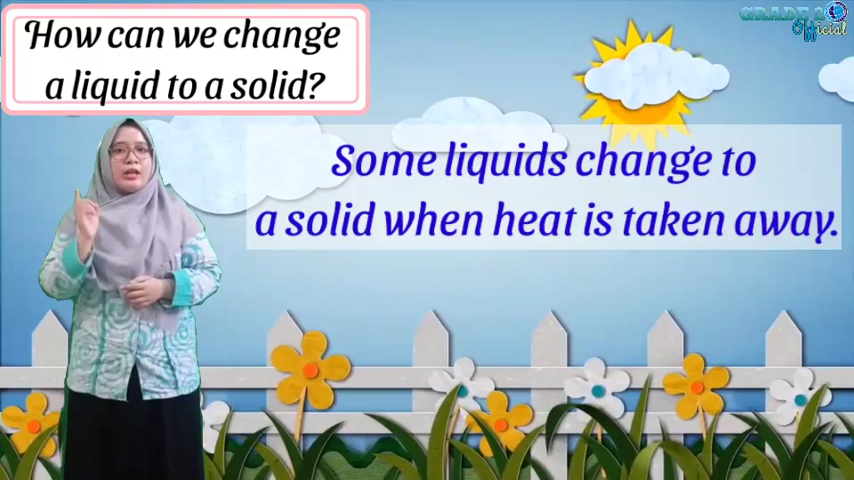 How can we change
a liquid to a solid?
GRADE 2
Official
Some liquids change to
a solid when heat is taken away.